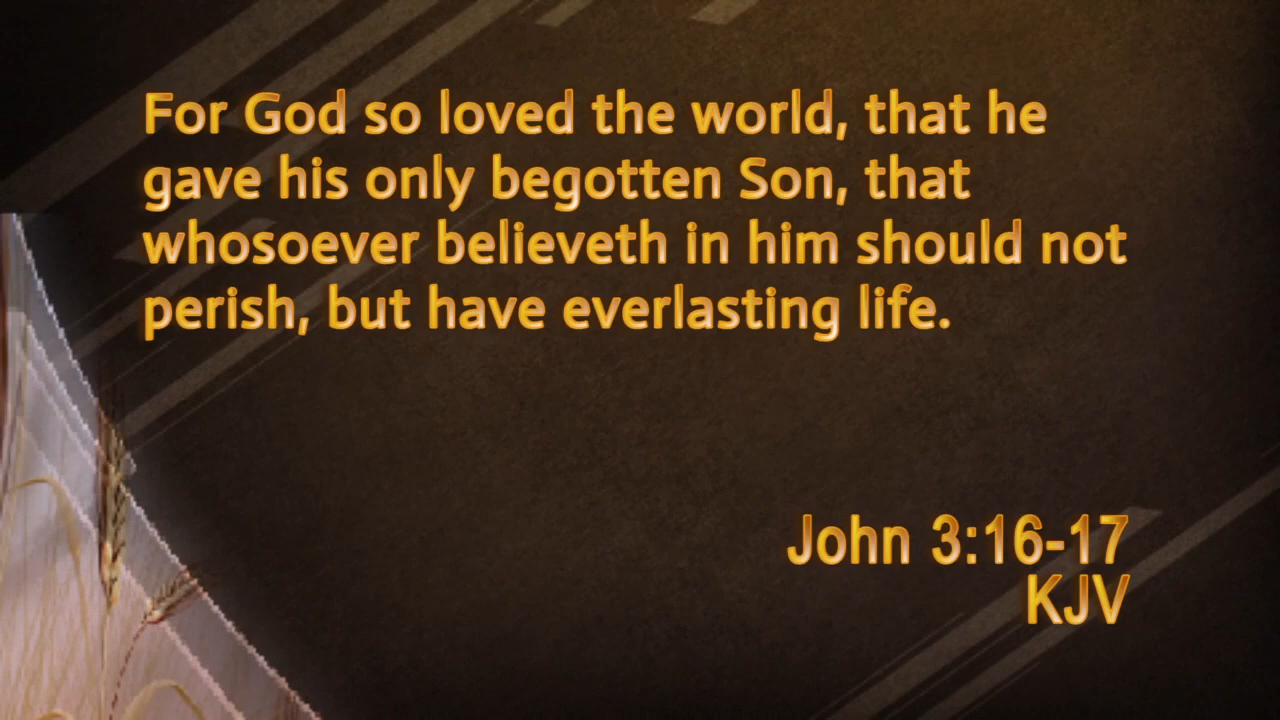 For God so loved the world, that he
gave his only begotten Son, that
whosoever believeth in him should not
perish, but have everlasting life.
John 3:16-17
KJV